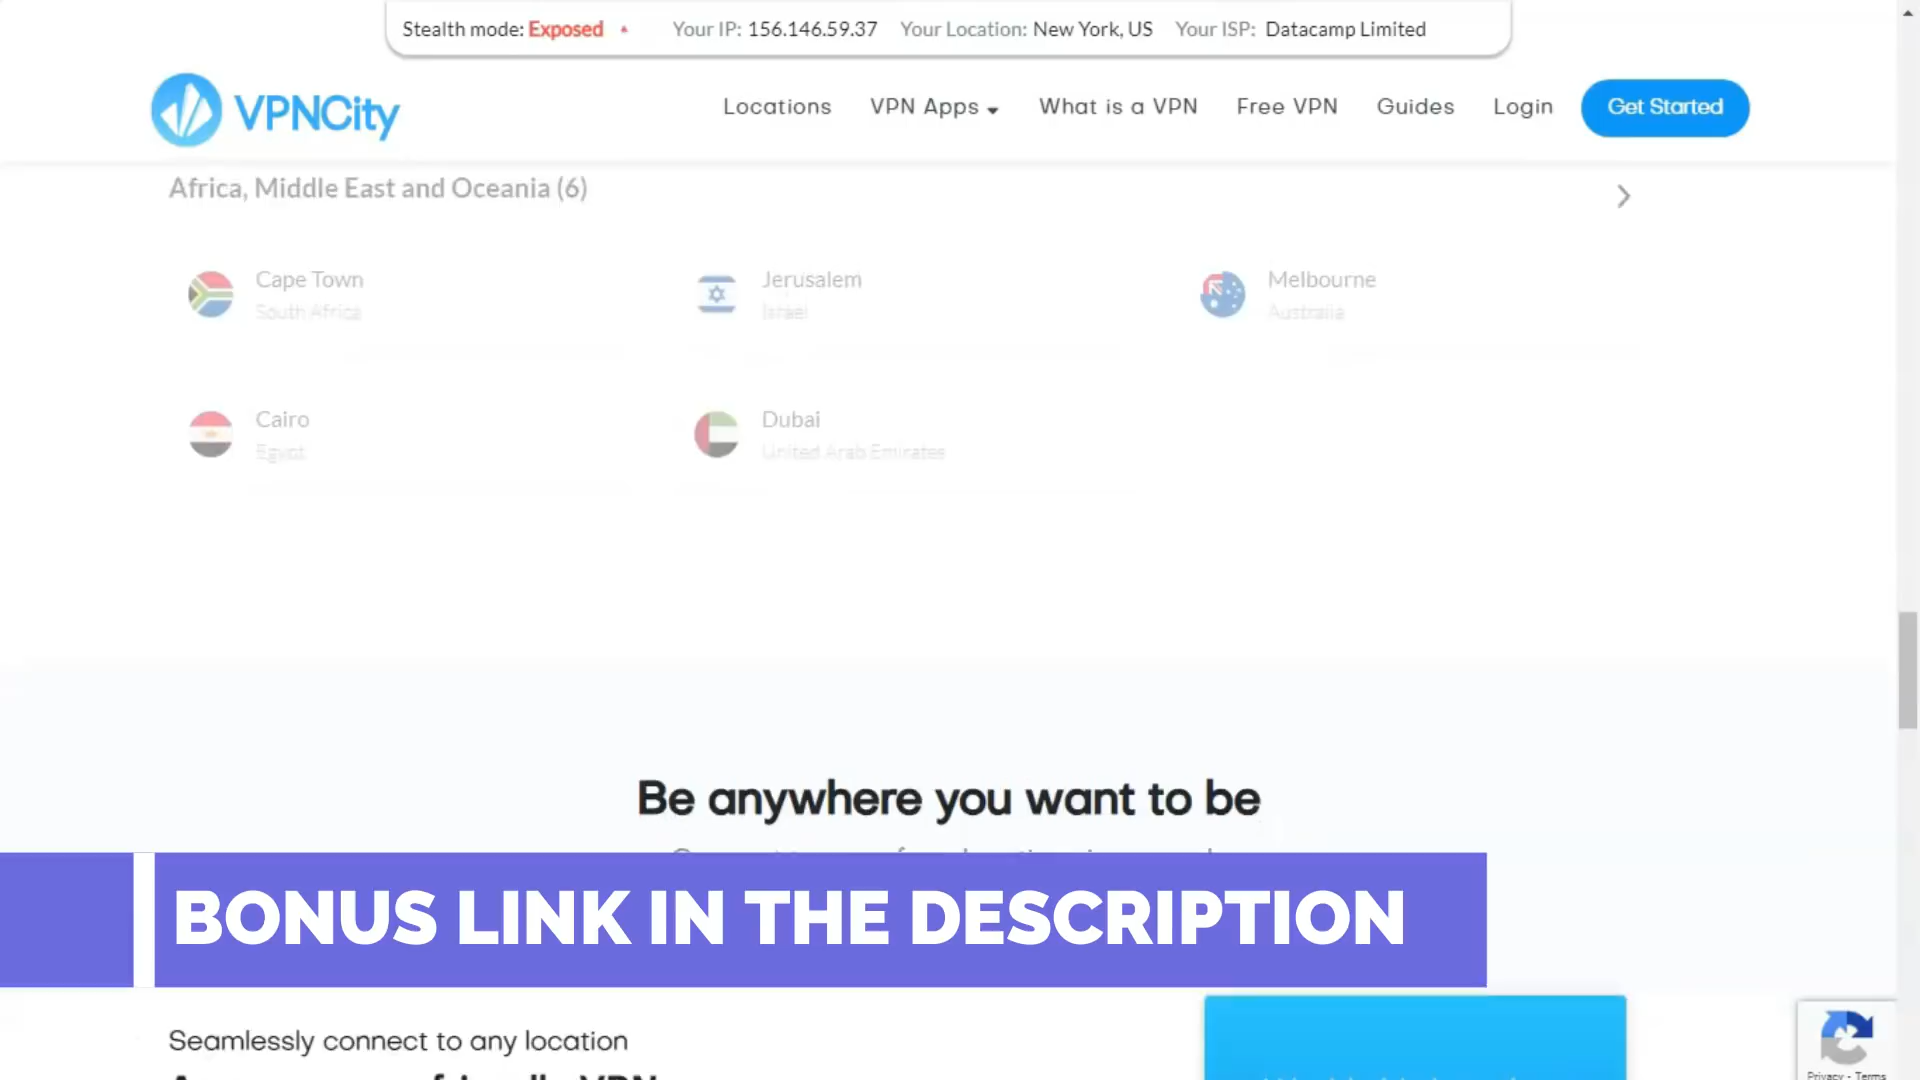 Stealth mode: Exposed Your IP: 156.146.59.37 Your Location: New York, US Your ISP: Datacamp Limited
VPNCity Locations VPN Apps What is a VPN Free VPN Guides Login Get Started
Africa, Middle East and Oceania (6)
Cape Town Jerusalem Melbourne
South Africa Israel Australia
Cairo Dubai
Egypt United Arab Emirates
Be anywhere you want to be
BONUS LINK IN THE DESCRIPTION
Seamlessly connect to any location
VPN
Privacy - Terms